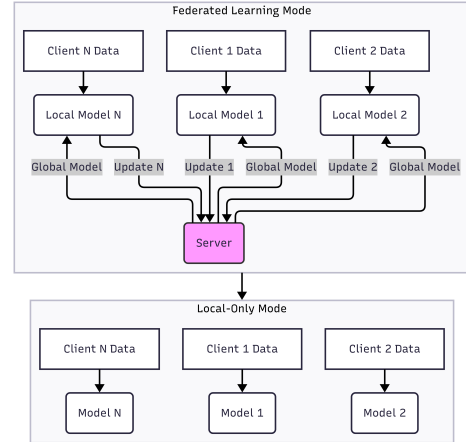 Federated Learning Mode
Client N Data
Client 1 Data
Client 2 Data
Local Model N
Local Model 1
Local Model 2
Global Model
Update N
Update 1
Global Model
Update 2
Global Model
Server
Local-Only Mode
Client N Data
Client 1 Data
Client 2 Data
Model N
Model 1
Model 2